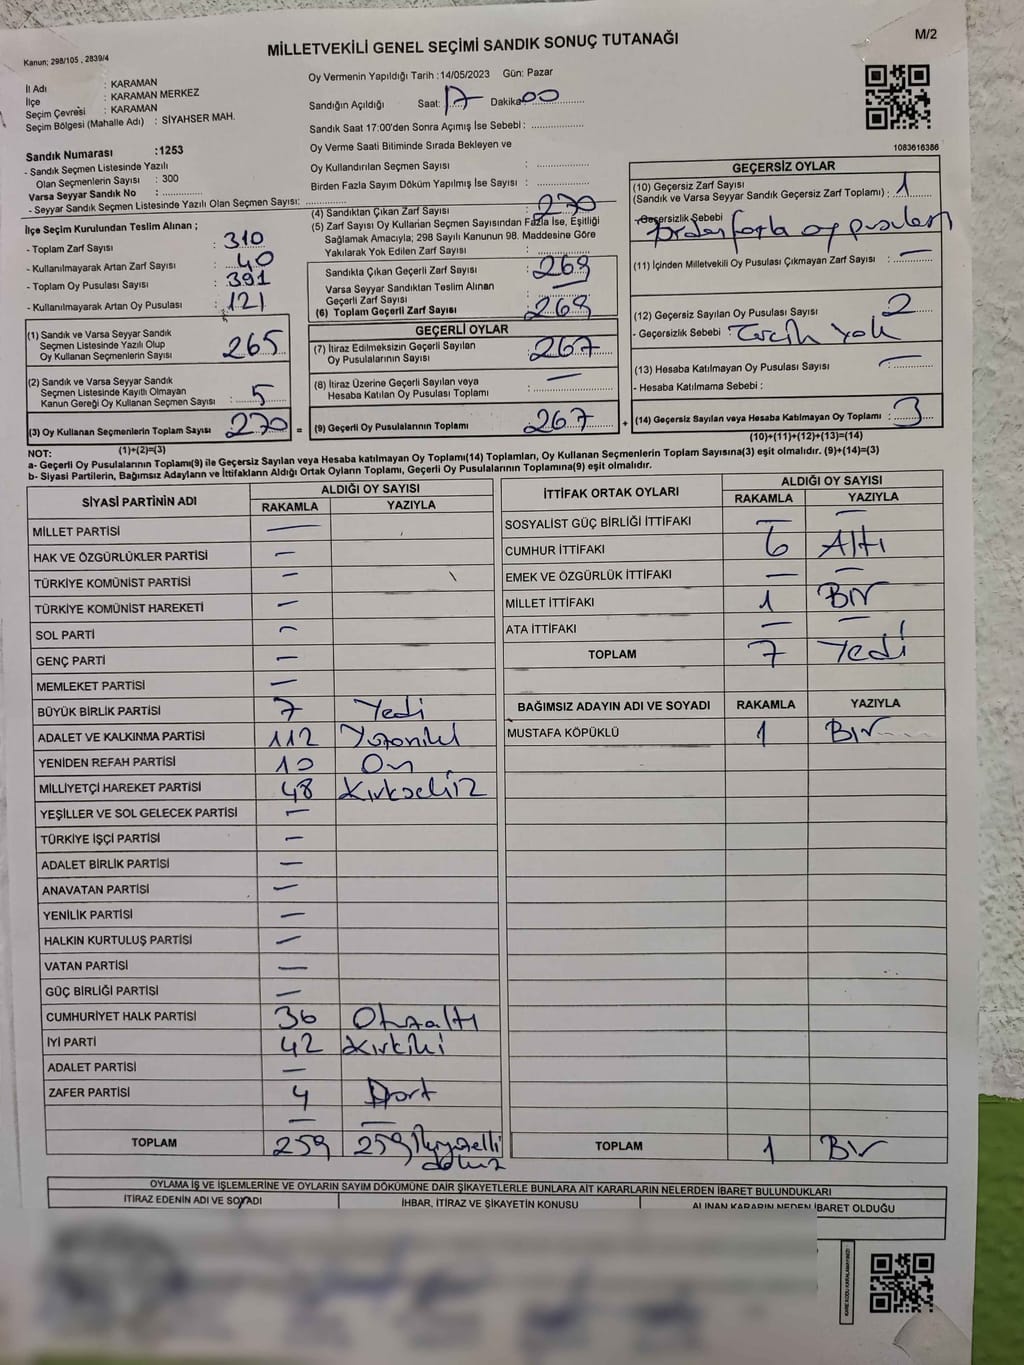 MİLLETVEKİLİ GENEL SEÇİMİ SANDIK SONUÇ TUTANAĞI
M/2
Kanun; 298/105 , 2839/4
İl Adı : KARAMAN
İlçe : KARAMAN MERKEZ
Seçim Çevresi : KARAMAN
Seçim Bölgesi (Mahalle Adı) : SİYAHSER MAH.
Sandık Numarası :1253
- Sandık Seçmen Listesinde Yazılı
Olan Seçmenlerin Sayısı : 300
Varsa Seyyar Sandık No :
- Seyyar Sandık Seçmen Listesinde Yazılı Olan Seçmen Sayısı:
Oy Vermenin Yapıldığı Tarih :14/05/2023 Gün: Pazar
Sandığın Açıldığı Saat: 17 Dakika 00
Sandık Saat 17:00'den Sonra Açımış İse Sebebi :
Oy Verme Saati Bitiminde Sırada Bekleyen ve
Oy Kullandırılan Seçmen Sayısı :
Birden Fazla Sayım Döküm Yapılmış İse Sayısı :
1083616386
İlçe Seçim Kurulundan Teslim Alınan ;
- Toplam Zarf Sayısı : 310
- Kullanılmayarak Artan Zarf Sayısı : 40
- Toplam Oy Pusulası Sayısı : 391
- Kullanılmayarak Artan Oy Pusulası : 121
(1) Sandık ve Varsa Seyyar Sandık
Seçmen Listesinde Yazılı Olup
Oy Kullanan Seçmenlerin Sayısı 265
(2) Sandık ve Varsa Seyyar Sandık
Seçmen Listesinde Kayıtlı Olmayan
Kanun Gereği Oy Kullanan Seçmen Sayısı : 5
(3) Oy Kullanan Seçmenlerin Toplam Sayısı 270 =
(1)+(2)=(3)
(4) Sandıktan Çıkan Zarf Sayısı : 270
(5) Zarf Sayısı Oy Kullanan Seçmen Sayısından Fazla İse, Eşitliği
Sağlamak Amacıyla; 298 Sayılı Kanunun 98. Maddesine Göre
Yakılarak Yok Edilen Zarf Sayısı
Sandıkta Çıkan Geçerli Zarf Sayısı : 269
Varsa Seyyar Sandıktan Teslim Alınan
Geçerli Zarf Sayısı : —
(6) Toplam Geçerli Zarf Sayısı : 269
GEÇERLİ OYLAR
(7) İtiraz Edilmeksizin Geçerli Sayılan
Oy Pusulalarının Sayısı : 267
(8) İtiraz Üzerine Geçerli Sayılan veya
Hesaba Katılan Oy Pusulası Toplamı : —
(9) Geçerli Oy Pusulalarının Toplamı 267 +
GEÇERSİZ OYLAR
(10) Geçersiz Zarf Sayısı
(Sandık ve Varsa Seyyar Sandık Geçersiz Zarf Toplamı) : 1
-Geçersizlik Sebebi
Birden fazla oy pusulası
(11) İçinden Milletvekili Oy Pusulası Çıkmayan Zarf Sayısı : —
(12) Geçersiz Sayılan Oy Pusulası Sayısı : 2
- Geçersizlik Sebebi : Tercih Yok
(13) Hesaba Katılmayan Oy Pusulası Sayısı : —
- Hesaba Katılmama Sebebi :
(14) Geçersiz Sayılan veya Hesaba Katılmayan Oy Toplamı : 3
(10)+(11)+(12)+(13)=(14)
NOT:
a- Geçerli Oy Pusulalarının Toplamı(9) ile Geçersiz Sayılan veya Hesaba katılmayan Oy Toplamı(14) Toplamları, Oy Kullanan Seçmenlerin Toplam Sayısına(3) eşit olmalıdır. (9)+(14)=(3)
b- Siyasi Partilerin, Bağımsız Adayların ve İttifakların Aldığı Ortak Oyların Toplamı, Geçerli Oy Pusulalarının Toplamına(9) eşit olmalıdır.
SİYASİ PARTİNİN ADI ALDIĞI OY SAYISI
RAKAMLA YAZIYLA
MİLLET PARTİSİ —
HAK VE ÖZGÜRLÜKLER PARTİSİ —
TÜRKİYE KOMÜNİST PARTİSİ —
TÜRKİYE KOMÜNİST HAREKETİ —
SOL PARTİ —
GENÇ PARTİ —
MEMLEKET PARTİSİ —
BÜYÜK BİRLİK PARTİSİ 7 Yedi
ADALET VE KALKINMA PARTİSİ 112 Yüzoniki
YENİDEN REFAH PARTİSİ 10 On
MİLLİYETÇİ HAREKET PARTİSİ 48 Kırksekiz
YEŞİLLER VE SOL GELECEK PARTİSİ —
TÜRKİYE İŞÇİ PARTİSİ —
ADALET BİRLİK PARTİSİ —
ANAVATAN PARTİSİ —
YENİLİK PARTİSİ —
HALKIN KURTULUŞ PARTİSİ —
VATAN PARTİSİ —
GÜÇ BİRLİĞİ PARTİSİ —
CUMHURİYET HALK PARTİSİ 36 Otuzaltı
İYİ PARTİ 42 Kırkiki
ADALET PARTİSİ —
ZAFER PARTİSİ 4 Dört
— —
TOPLAM 259 259 İkiyüzelli
dokuz
İTTİFAK ORTAK OYLARI ALDIĞI OY SAYISI
RAKAMLA YAZIYLA
SOSYALİST GÜÇ BİRLİĞİ İTTİFAKI — —
CUMHUR İTTİFAKI 6 Altı
EMEK VE ÖZGÜRLÜK İTTİFAKI — —
MİLLET İTTİFAKI 1 Bir
ATA İTTİFAKI — —
TOPLAM 7 Yedi
BAĞIMSIZ ADAYIN ADI VE SOYADI RAKAMLA YAZIYLA
MUSTAFA KÖPÜKLÜ 1 Bir
TOPLAM 1 Bir
OYLAMA İŞ VE İŞLEMLERİNE VE OYLARIN SAYIM DÖKÜMÜNE DAİR ŞİKAYETLERLE BUNLARA AİT KARARLARIN NELERDEN İBARET BULUNDUKLARI
İTİRAZ EDENİN ADI VE SOYADI İHBAR, İTİRAZ VE ŞİKAYETİN KONUSU ALINAN KARARIN NEDEN İBARET OLDUĞU